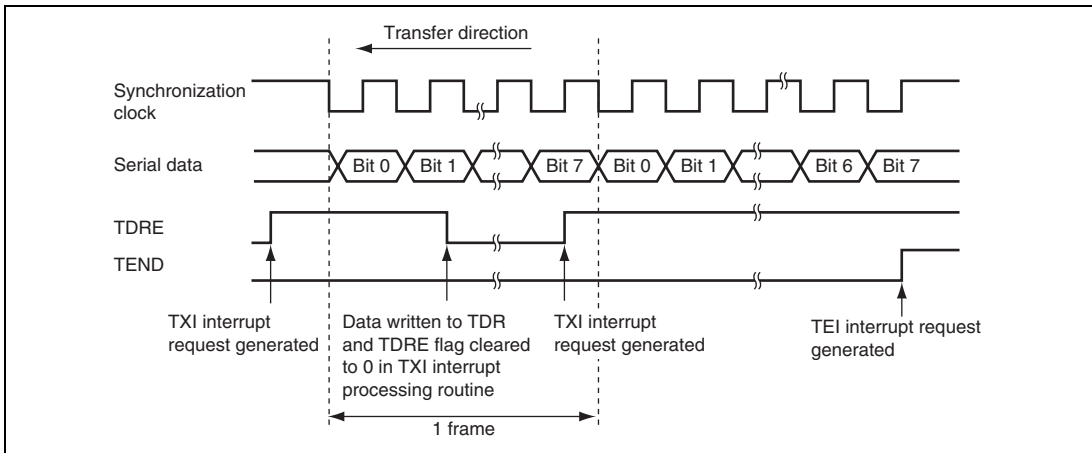 Transfer direction
Synchronization
clock
Serial data
Bit 0
Bit 1
Bit 7
Bit 0
Bit 1
Bit 6
Bit 7
TDRE
TEND
TXI interrupt
request generated
Data written to TDR
and TDRE flag cleared
to 0 in TXI interrupt
processing routine
TXI interrupt
request generated
TEI interrupt request
generated
1 frame